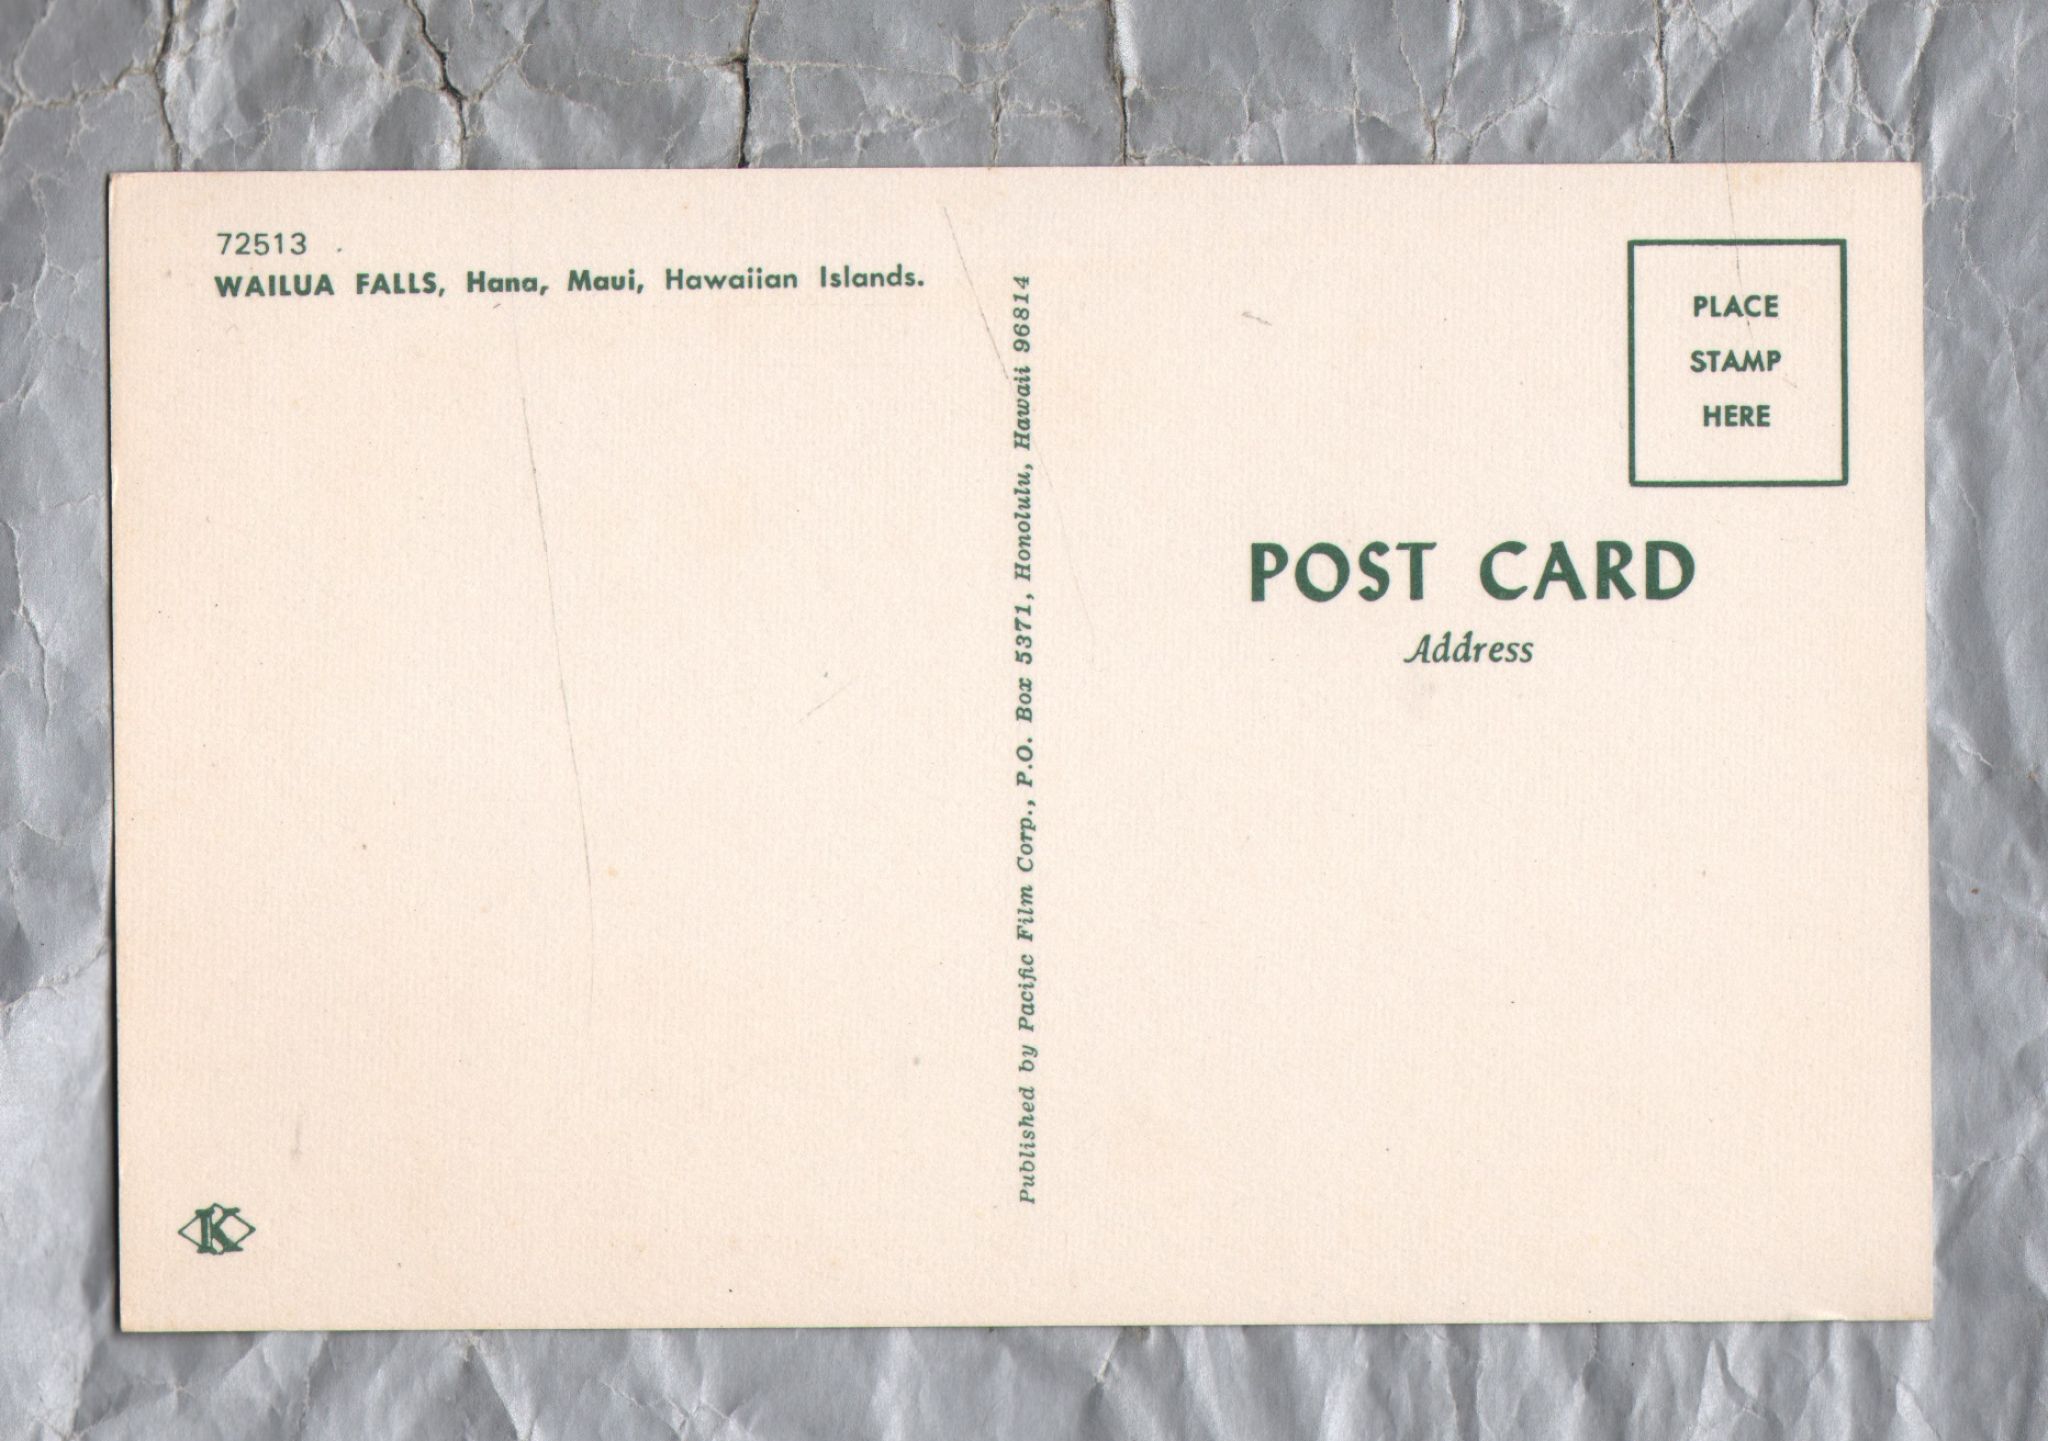 72513
WAILUA FALLS, Hana, Maui, Hawaiian Islands.
Published by Pacific Film Corp., P.O. Box 5371, Honolulu, Hawaii 96814
PLACE
STAMP
HERE
POST CARD
Address
K